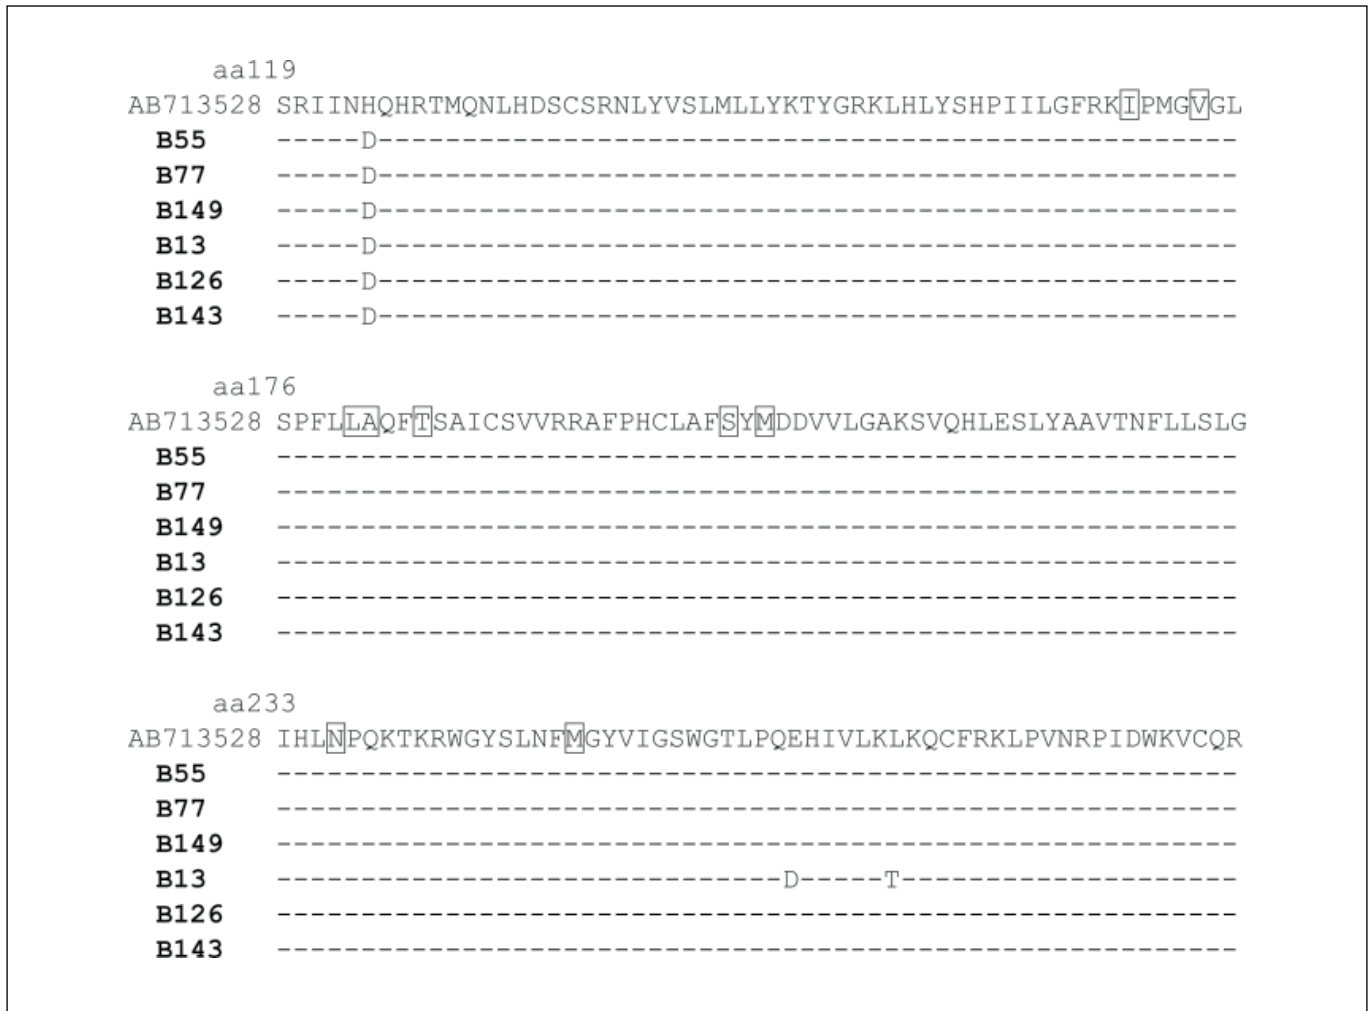 aa119
AB713528 SRIINHQHRTMQNLHDSCSRNLYVSLMLLYKTYGRKLHLYSHPIILGFRKIPMGVGL
B55 -----D---------------------------------------------------
B77 -----D---------------------------------------------------
B149 -----D---------------------------------------------------
B13 -----D---------------------------------------------------
B126 -----D---------------------------------------------------
B143 -----D---------------------------------------------------
aa176
AB713528 SPFLLAQFTSAICSVVRRAFPHCLAFSYMDDVVLGAKSVQHLESLYAAVTNFLLSLG
B55 ---------------------------------------------------------
B77 ---------------------------------------------------------
B149 ---------------------------------------------------------
B13 ---------------------------------------------------------
B126 ---------------------------------------------------------
B143 ---------------------------------------------------------
aa233
AB713528 IHLNPQKTKRWGYSLNFMGYVIGSWGTLPQEHIVLKLKQCFRKLPVNRPIDWKVCQR
B55 ---------------------------------------------------------
B77 ---------------------------------------------------------
B149 ---------------------------------------------------------
B13 ------------------------------D-----T--------------------
B126 ---------------------------------------------------------
B143 ---------------------------------------------------------